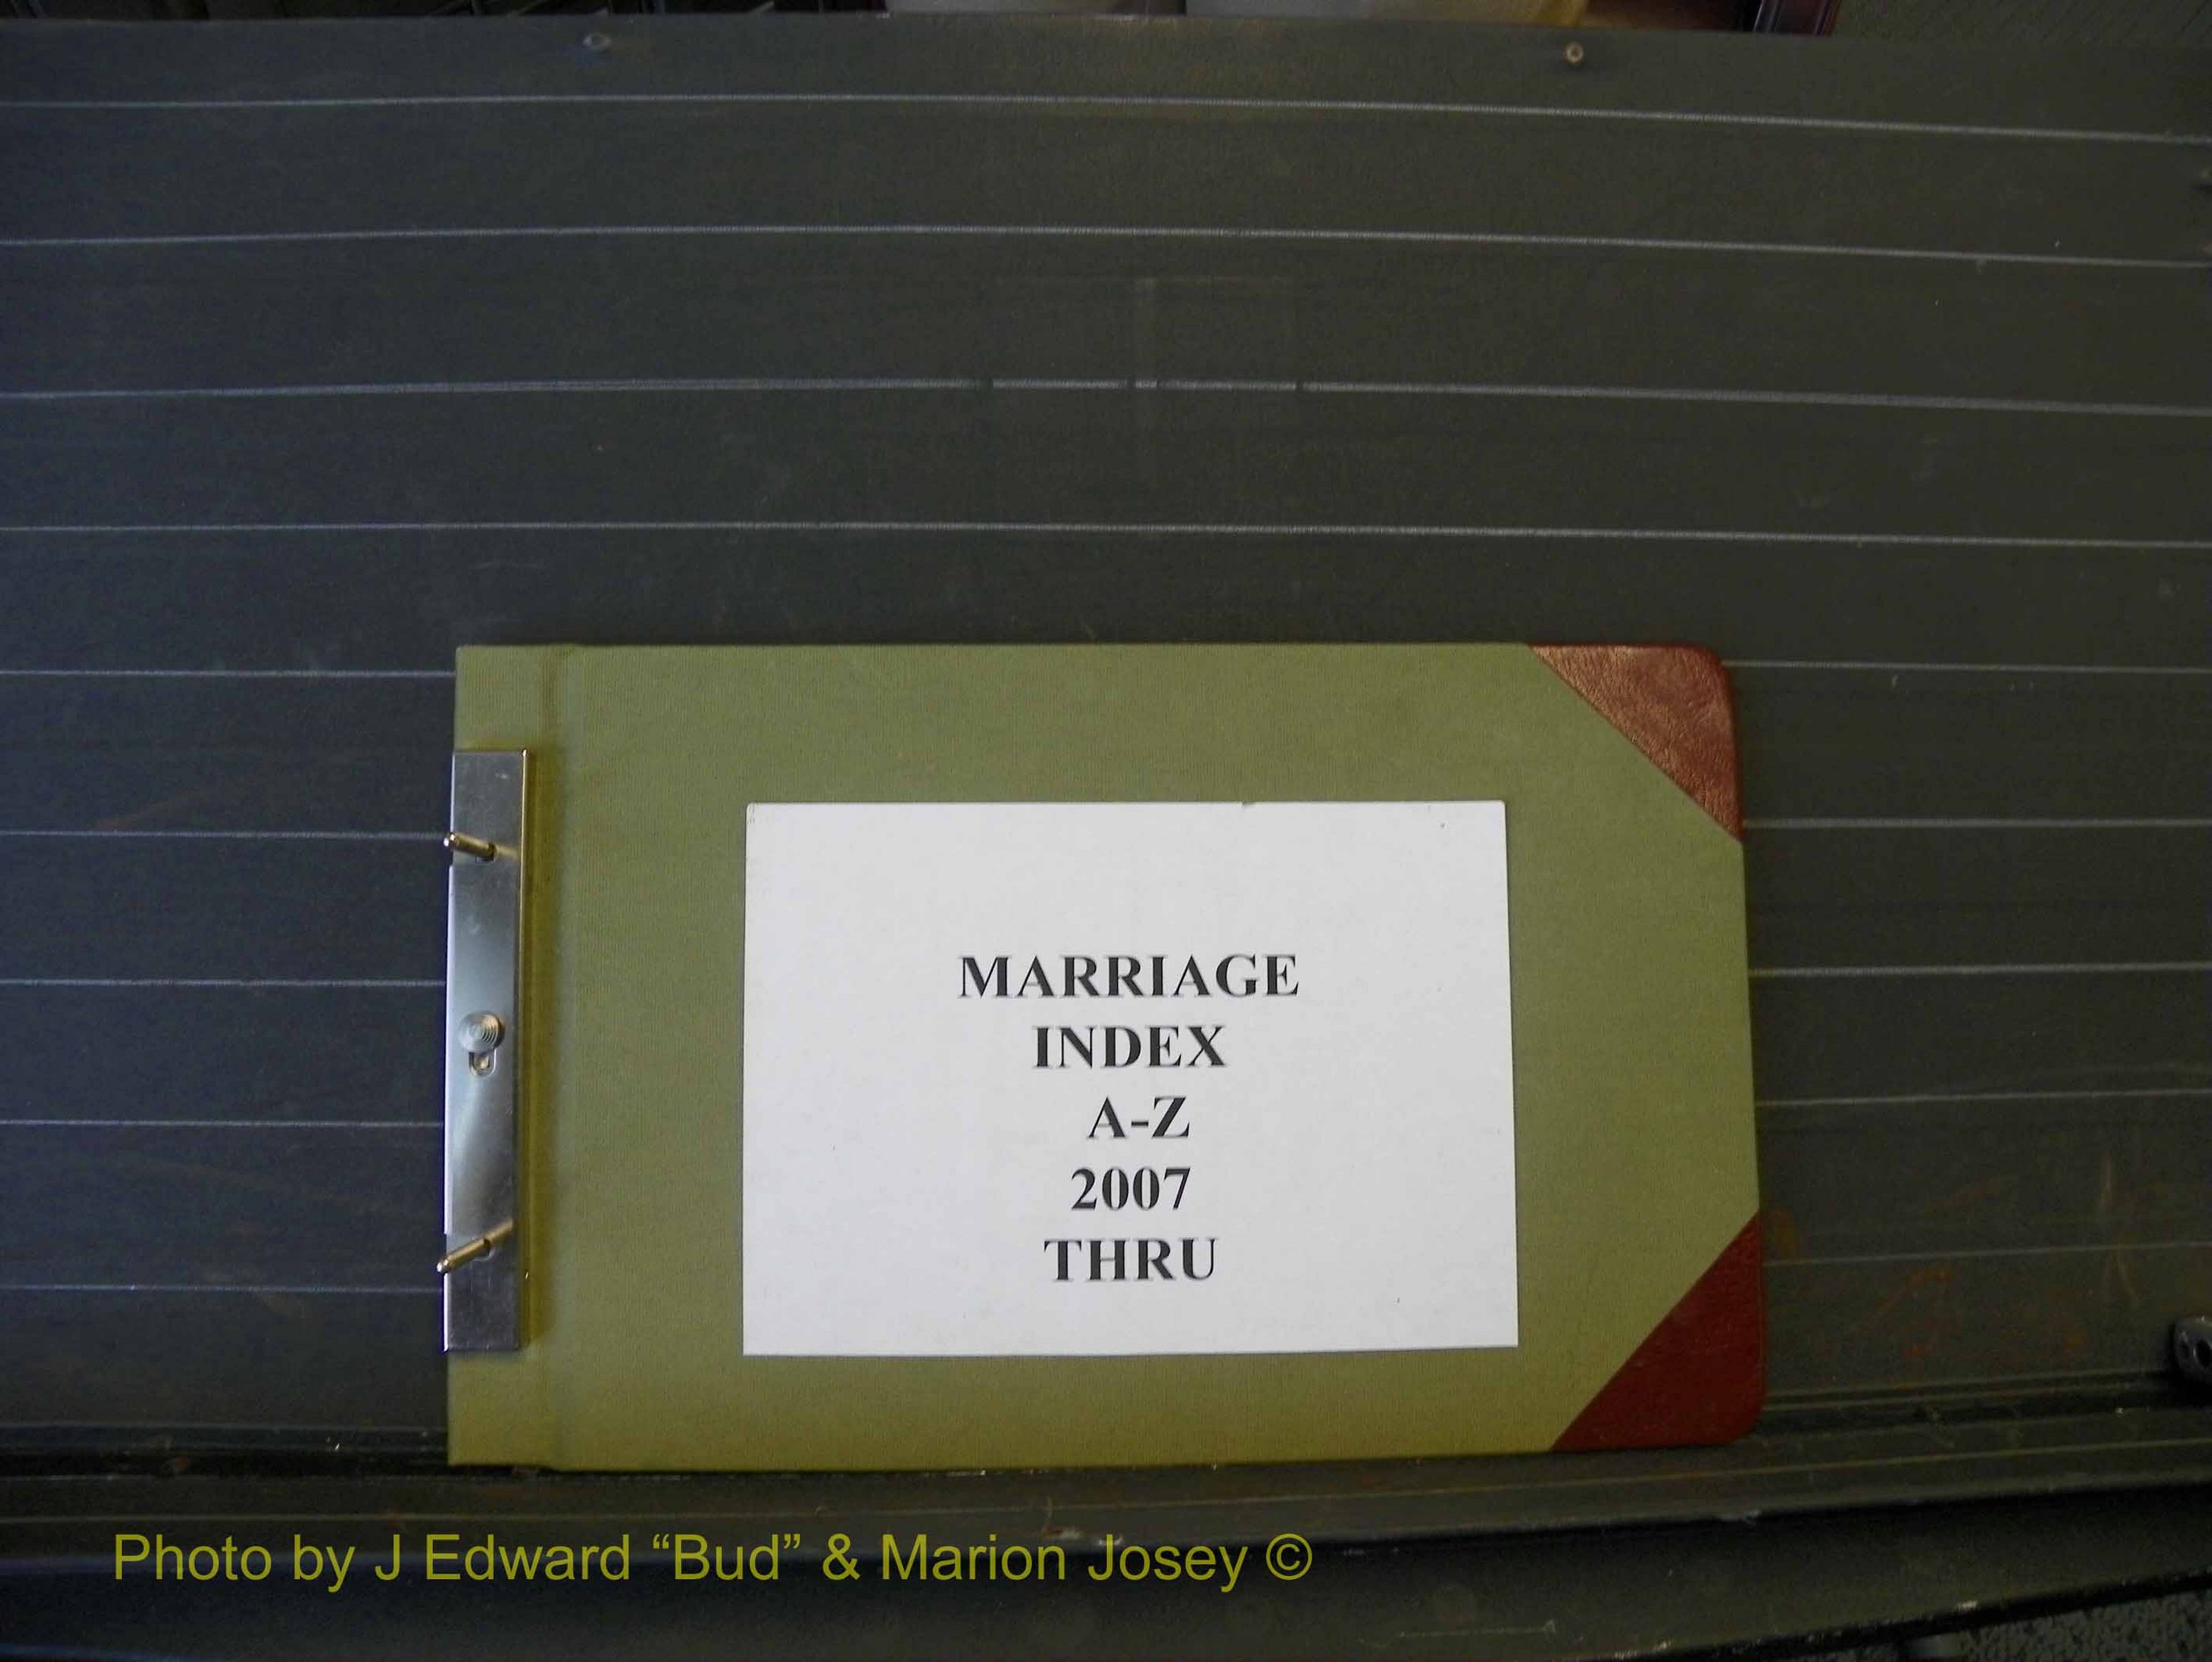 MARRIAGE
INDEX
A-Z
2007
THRU
Photo by J Edward “Bud” & Marion Josey ©